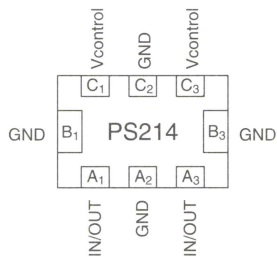 Vcontrol GND Vcontrol
C1 C2 C3
GND B1 PS214 B3 GND
A1 A2 A3
IN/OUT GND IN/OUT